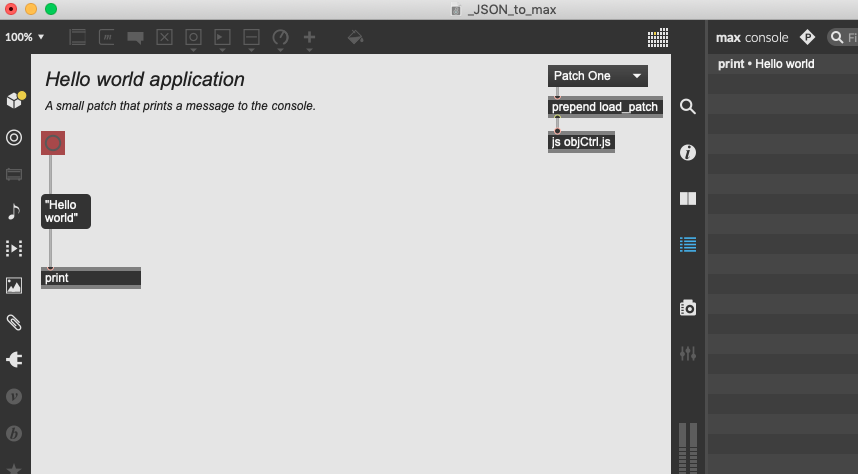 _JSON_to_max
100%
max console
Fi
Hello world application
A small patch that prints a message to the console.
"Hello
world"
print
Patch One
prepend load_patch
js objCtrl.js
print • Hello world